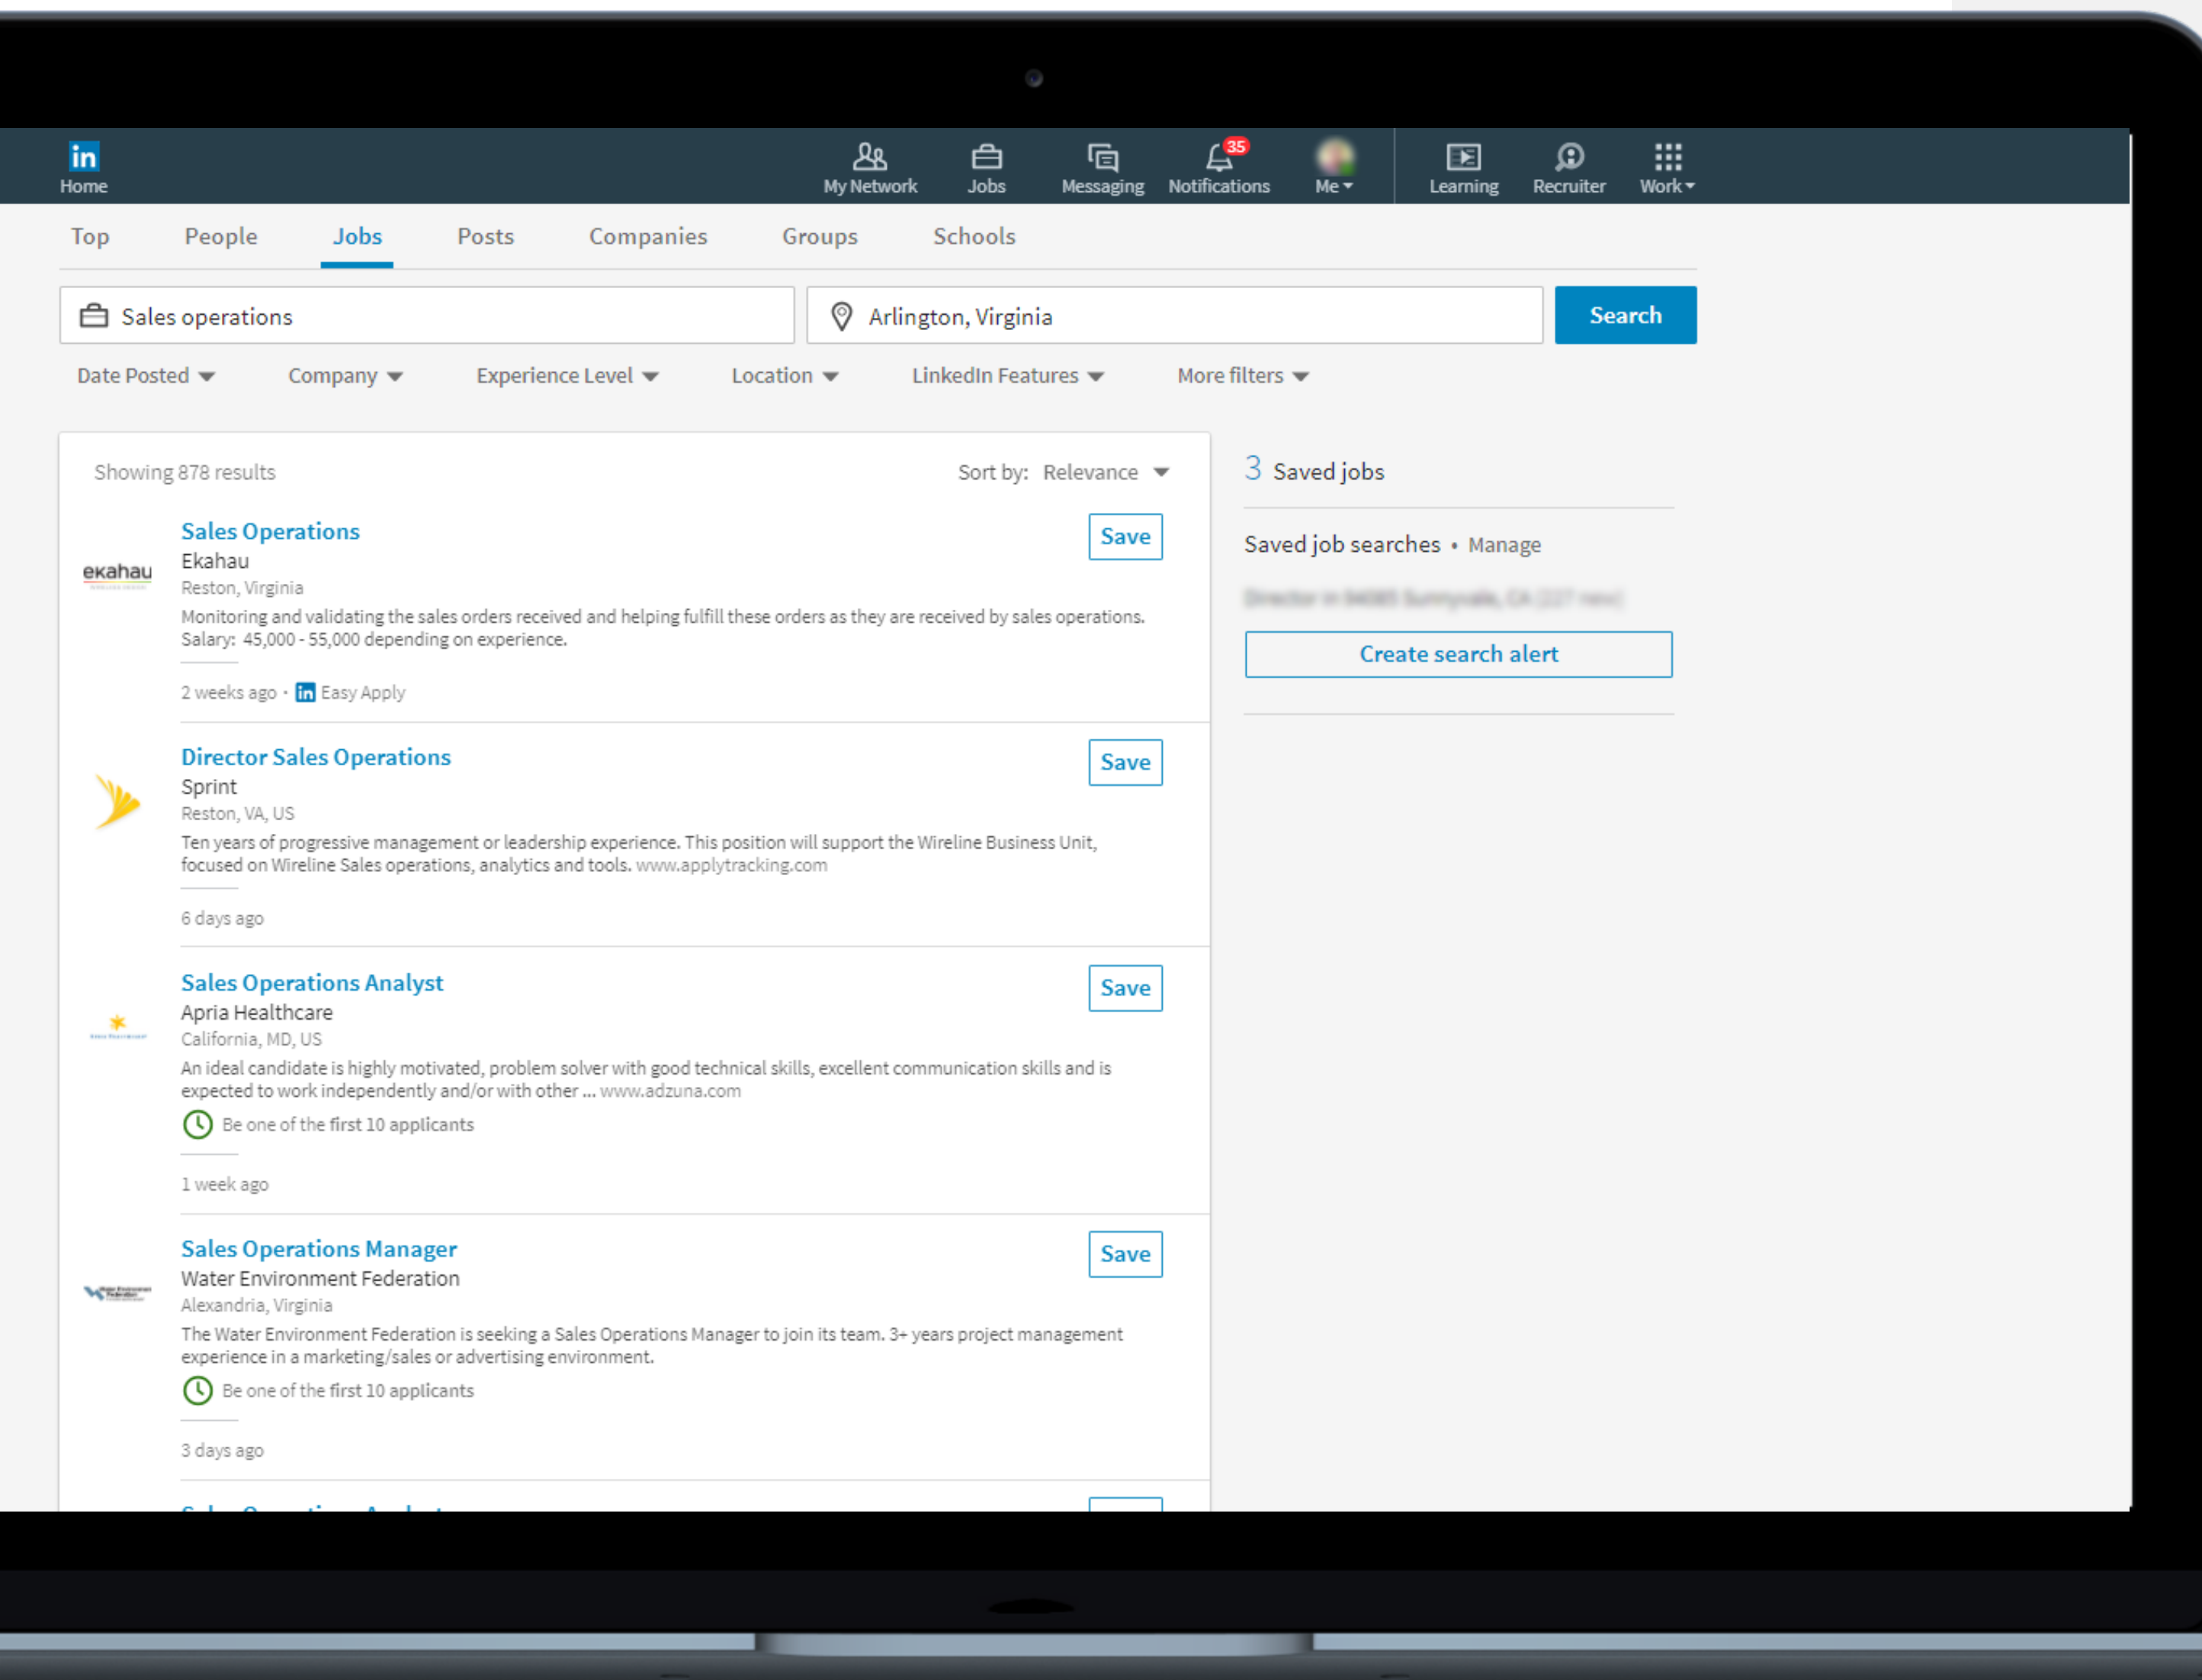 in
Home
My Network
Jobs
Messaging
35
Notifications
Me
Learning
Recruiter
Work
Top People Jobs Posts Companies Groups Schools
Sales operations
Arlington, Virginia
Search
Date Posted Company Experience Level Location LinkedIn Features More filters
Showing 878 results
Sort by: Relevance
ekahau
Sales Operations
Save
Ekahau
Reston, Virginia
Monitoring and validating the sales orders received and helping fulfill these orders as they are received by sales operations.
Salary: 45,000 - 55,000 depending on experience.
2 weeks ago · in Easy Apply
Director Sales Operations
Save
Sprint
Reston, VA, US
Ten years of progressive management or leadership experience. This position will support the Wireline Business Unit,
focused on Wireline Sales operations, analytics and tools. www.applytracking.com
6 days ago
Sales Operations Analyst
Save
Apria Healthcare
California, MD, US
An ideal candidate is highly motivated, problem solver with good technical skills, excellent communication skills and is
expected to work independently and/or with other ... www.adzuna.com
Be one of the first 10 applicants
1 week ago
Sales Operations Manager
Save
Water Environment Federation
Alexandria, Virginia
The Water Environment Federation is seeking a Sales Operations Manager to join its team. 3+ years project management
experience in a marketing/sales or advertising environment.
Be one of the first 10 applicants
3 days ago
3 Saved jobs
Saved job searches • Manage
Create search alert